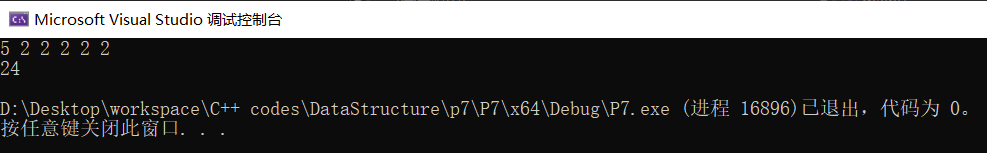 Microsoft Visual Studio 调试控制台
5 2 2 2 2 2
24
D:\Desktop\workspace\C++ codes\DataStructure\p7\P7\x64\Debug\P7.exe (进程 16896)已退出，代码为 0。
按任意键关闭此窗口. . .